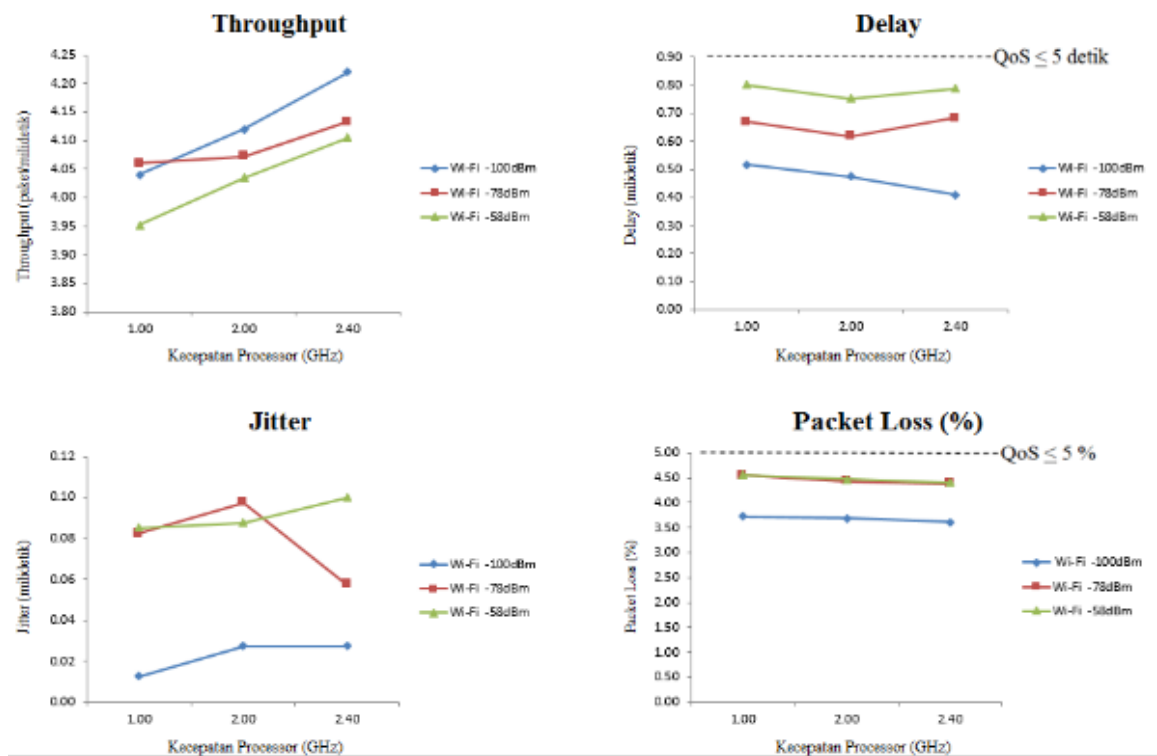 Throughput
4.25
4.20
4.15
4.10
4.05
4.00
3.95
3.90
3.85
3.80
Throughput (paket/milidetik)
1.00 2.00 2.40
Kecepatan Processor (GHz)
Wi-Fi -100dBm
Wi-Fi -78dBm
Wi-Fi -58dBm
Delay
QoS ≤ 5 detik
0.90
0.80
0.70
0.60
0.50
0.40
0.30
0.20
0.10
0.00
Delay (milidetik)
1.00 2.00 2.40
Kecepatan Processor (GHz)
Wi-Fi -100dBm
Wi-Fi -78dBm
Wi-Fi -58dBm
Jitter
0.12
0.10
0.08
0.06
0.04
0.02
0.00
Jitter (milidetik)
1.00 2.00 2.40
Kecepatan Processor (GHz)
Wi-Fi -100dBm
Wi-Fi -78dBm
Wi-Fi -58dBm
Packet Loss (%)
QoS ≤ 5 %
5.00
4.50
4.00
3.50
3.00
2.50
2.00
1.50
1.00
0.50
0.00
Packet Loss (%)
1.00 2.00 2.40
Kecepatan Processor (GHz)
Wi-Fi -100dBm
Wi-Fi -78dBm
Wi-Fi -58dBm